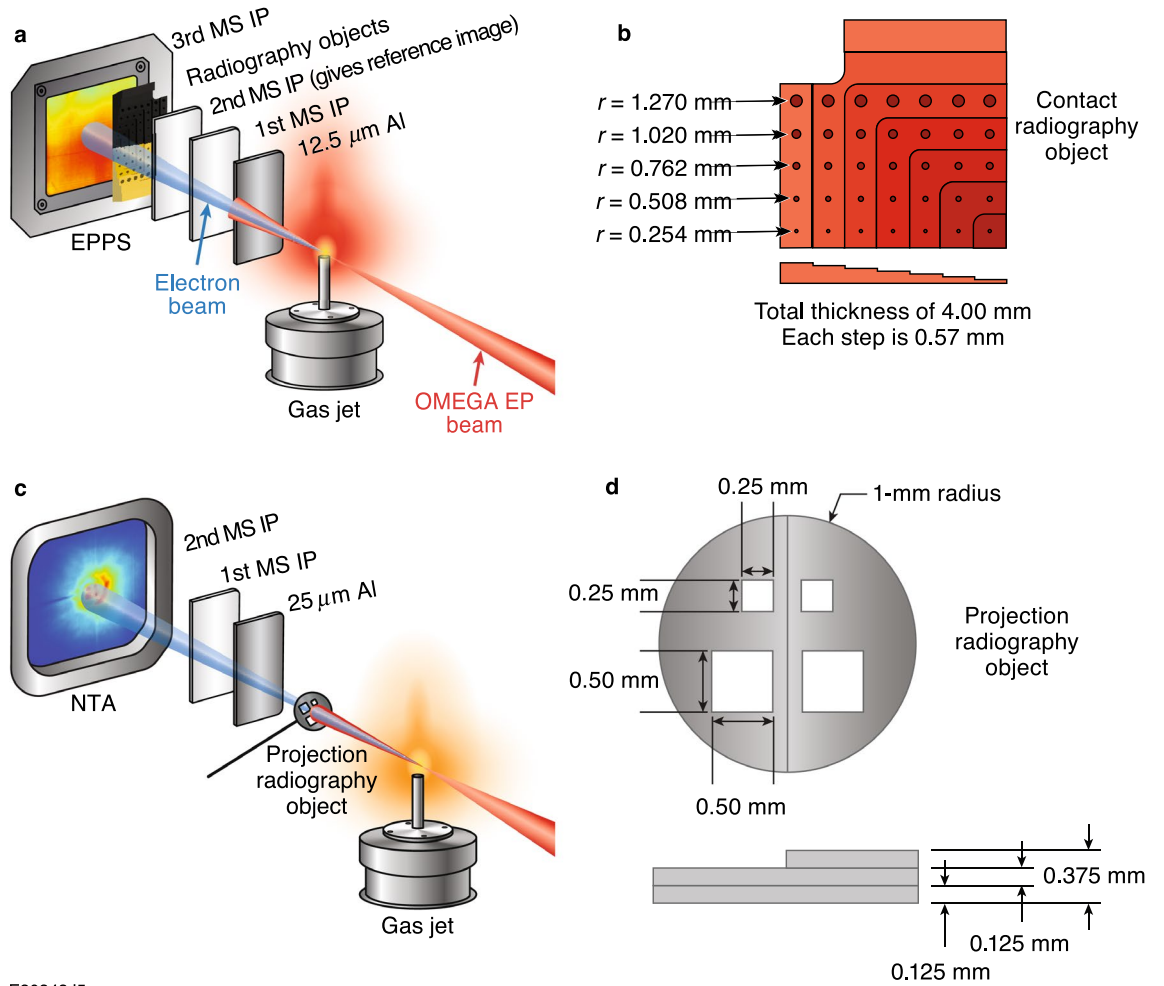 a
3rd MS IP
Radiography objects
2nd MS IP (gives reference image)
1st MS IP
12.5 μm Al
EPPS
Electron
beam
Gas jet
OMEGA EP
beam
b
r = 1.270 mm
r = 1.020 mm
r = 0.762 mm
r = 0.508 mm
r = 0.254 mm
Contact
radiography
object
Total thickness of 4.00 mm
Each step is 0.57 mm
c
2nd MS IP
1st MS IP
25 μm Al
NTA
Projection
radiography
object
Gas jet
d
0.25 mm
1-mm radius
0.25 mm
0.50 mm
0.50 mm
Projection
radiography
object
0.375 mm
0.125 mm
0.125 mm